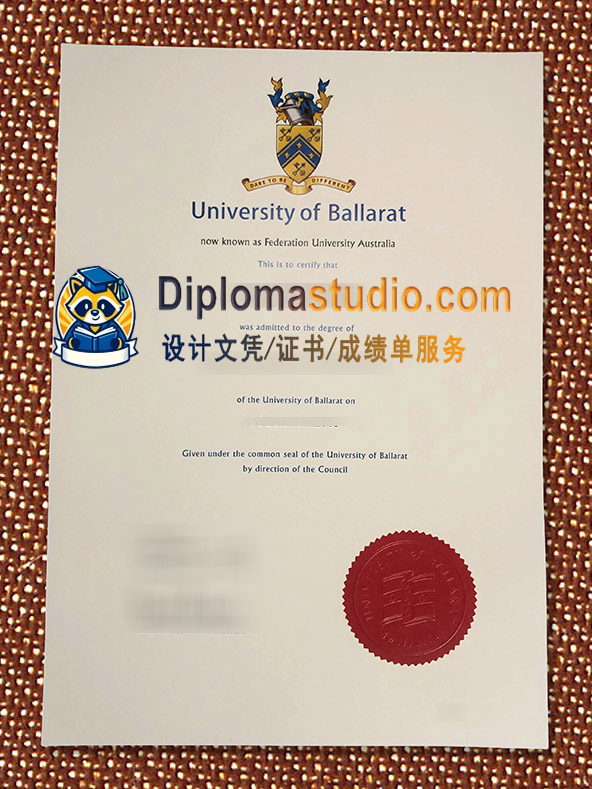 DARE TO BE DIFFERENT
University of Ballarat
now known as Federation University Australia
This is to certify that
Diplomastudio.com
was admitted to the degree of
设计文凭/证书/成绩单服务
of the University of Ballarat on
Given under the common seal of the University of Ballarat
by direction of the Council